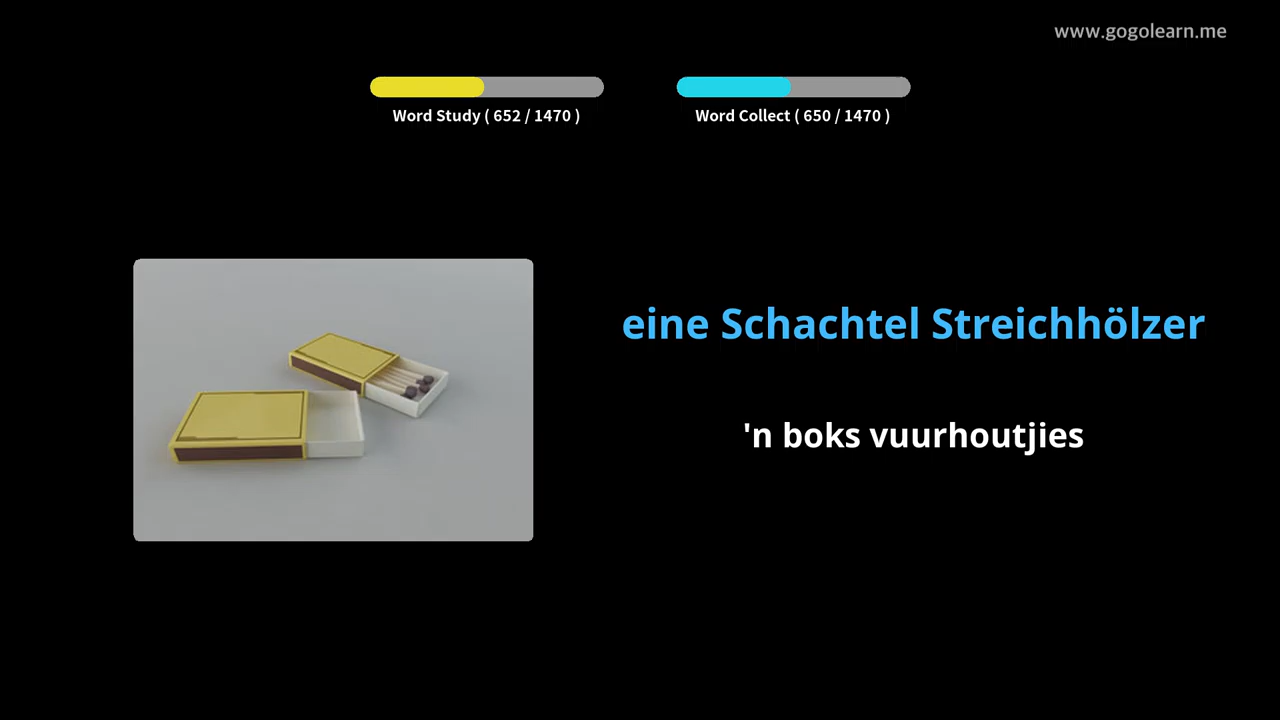 www.gogolearn.me
Word Study ( 652 / 1470 )
Word Collect ( 650 / 1470 )
eine Schachtel Streichhölzer
'n boks vuurhoutjies